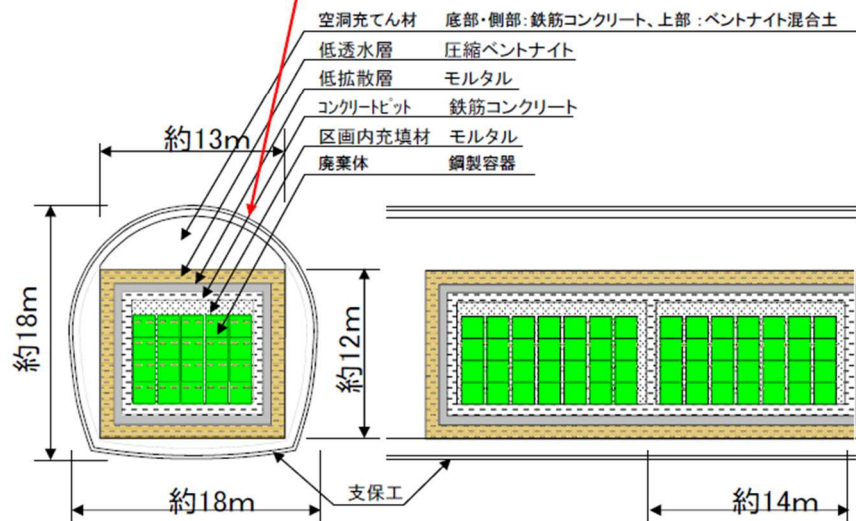 空洞充てん材 底部・側部：鉄筋コンクリート、上部：ベントナイト混合土
低透水層 圧縮ベントナイト
低拡散層 モルタル
コンクリートピット 鉄筋コンクリート
区画内充填材 モルタル
廃棄体 鋼製容器
約13m
約18m
約12m
支保工
約18m
約14m